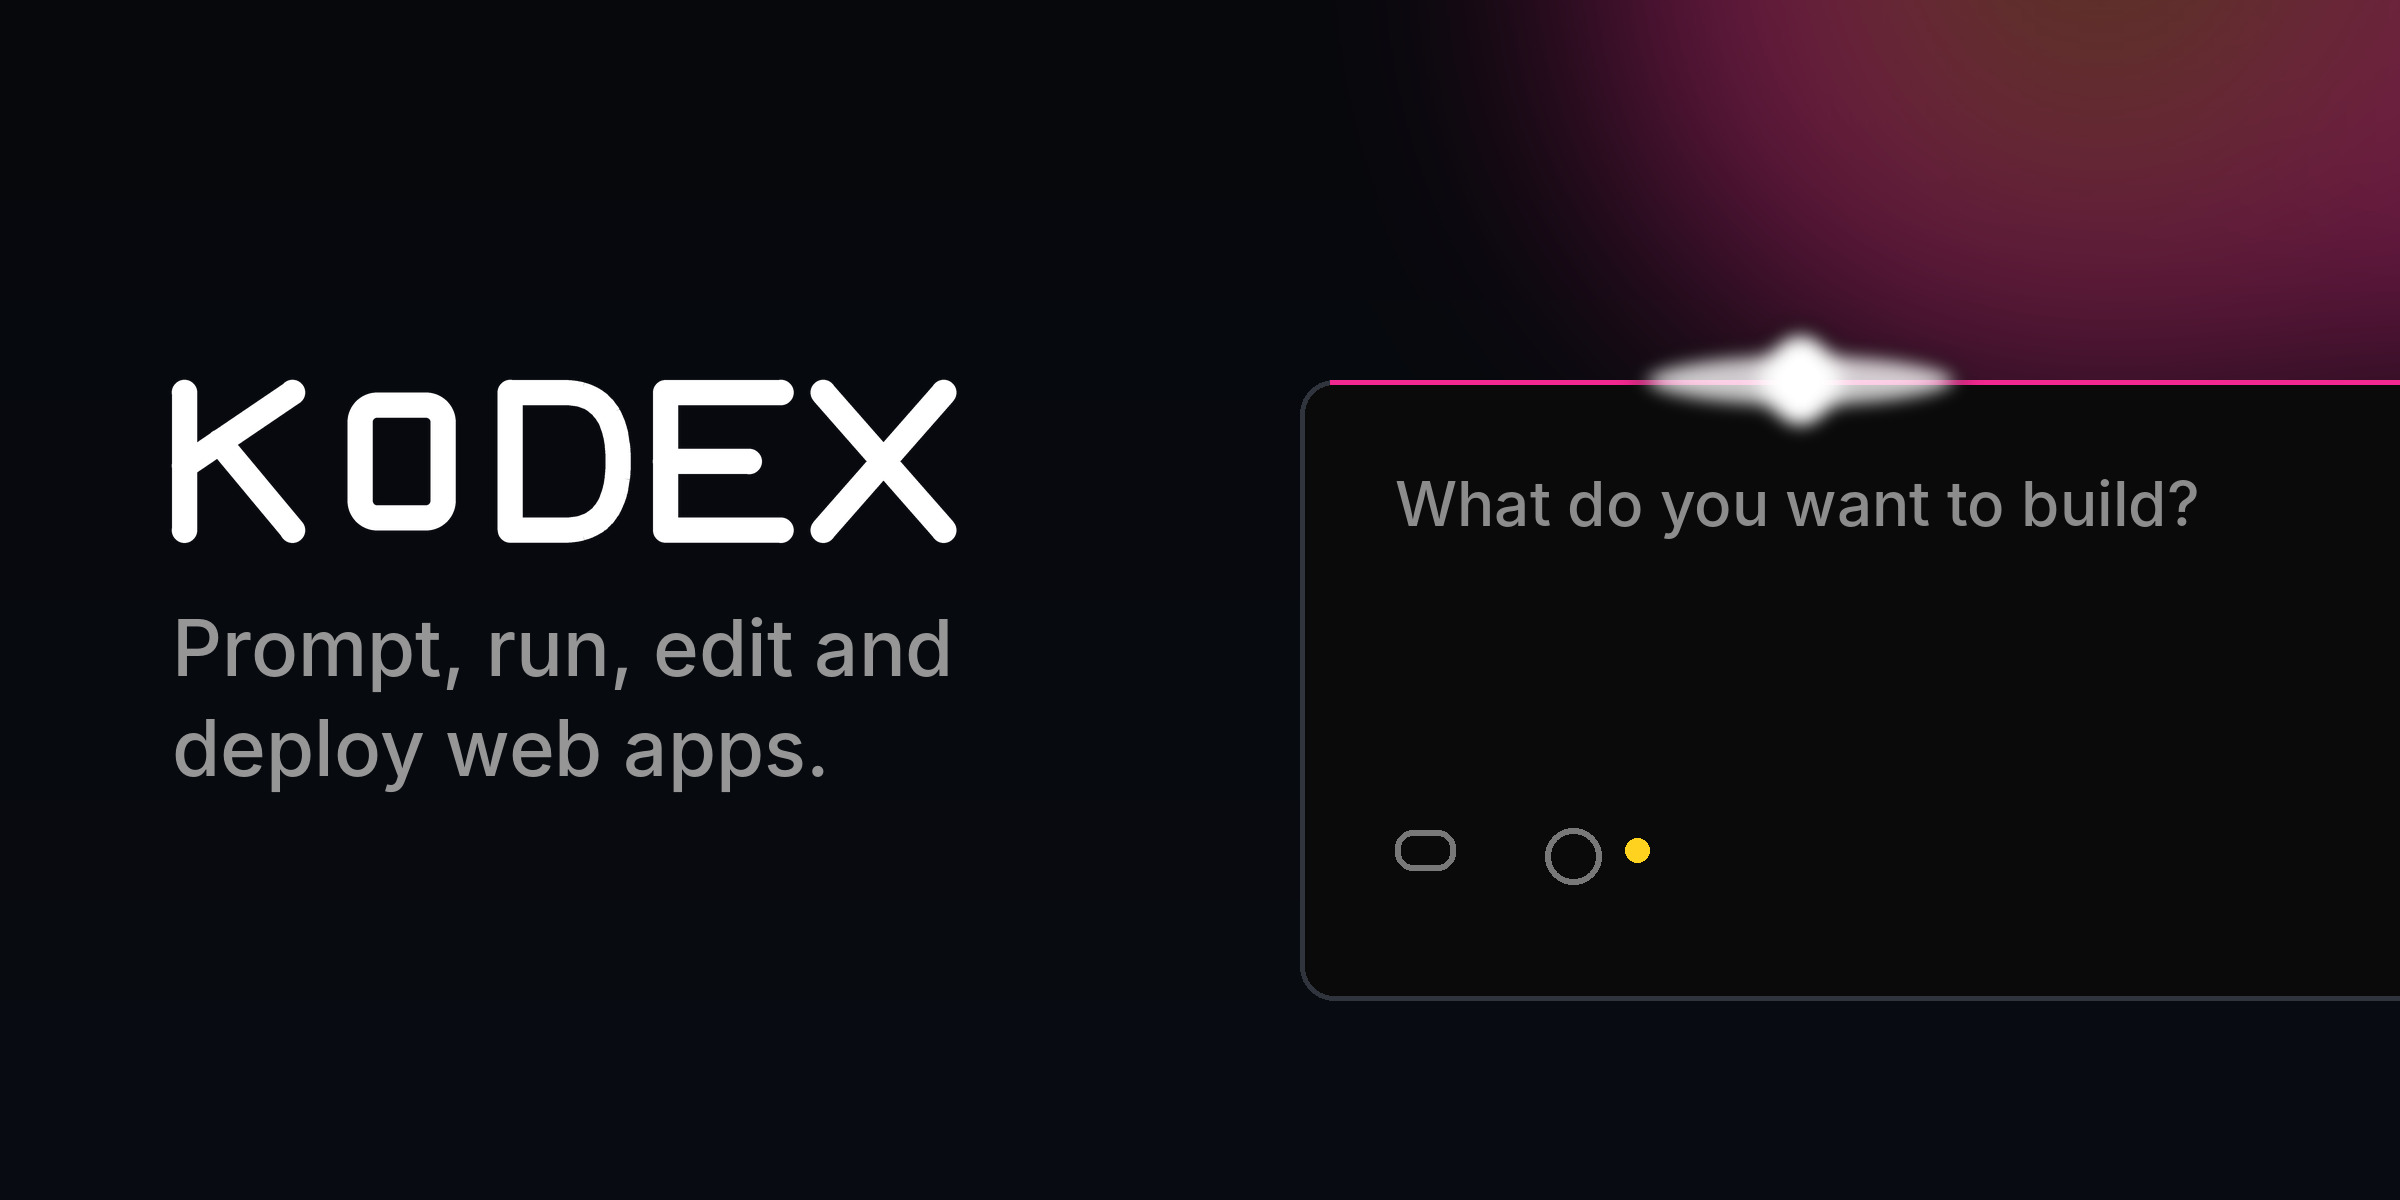 KODEX
Prompt, run, edit and
deploy web apps.
What do you want to build?